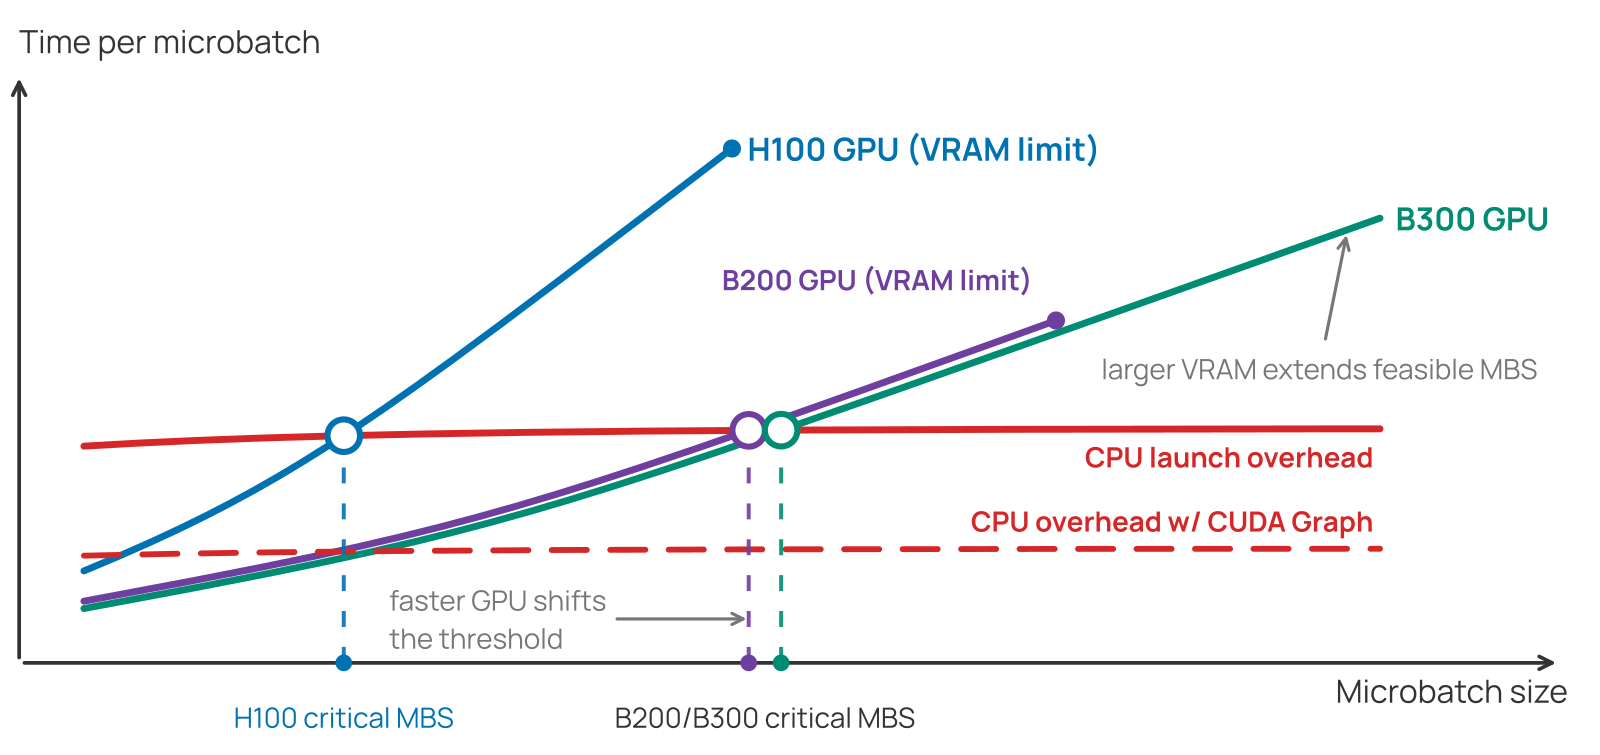 Time per microbatch
H100 GPU (VRAM limit)
B300 GPU
B200 GPU (VRAM limit)
larger VRAM extends feasible MBS
CPU launch overhead
CPU overhead w/ CUDA Graph
faster GPU shifts
the threshold
Microbatch size
H100 critical MBS
B200/B300 critical MBS